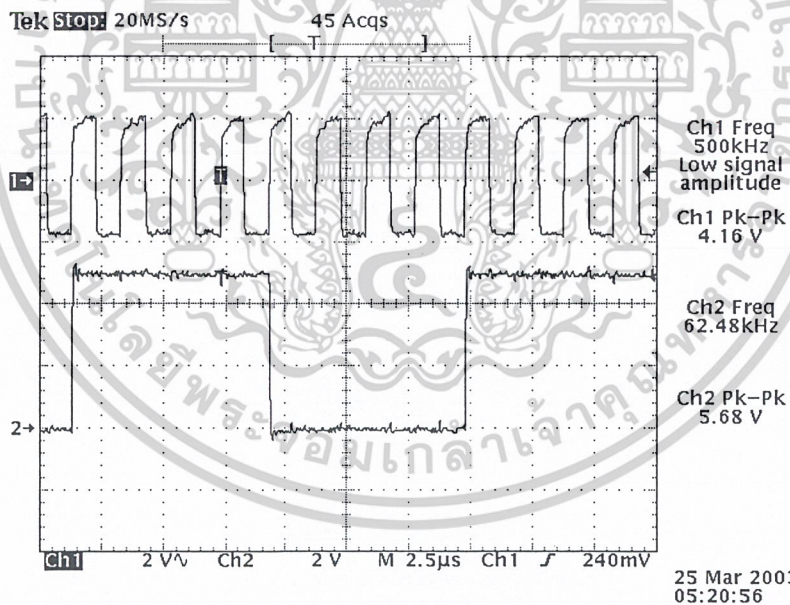 Tek Stop: 20MS/s 45 Acqs
T
1→
T
Ch1 Freq
500kHz
Low signal
amplitude
Ch1 Pk-Pk
4.16 V
Ch2 Freq
62.48kHz
2→
Ch2 Pk-Pk
5.68 V
Ch1 2 V∿ Ch2 2 V M 2.5µs Ch1 ƒ 240mV
25 Mar 2003
05:20:56